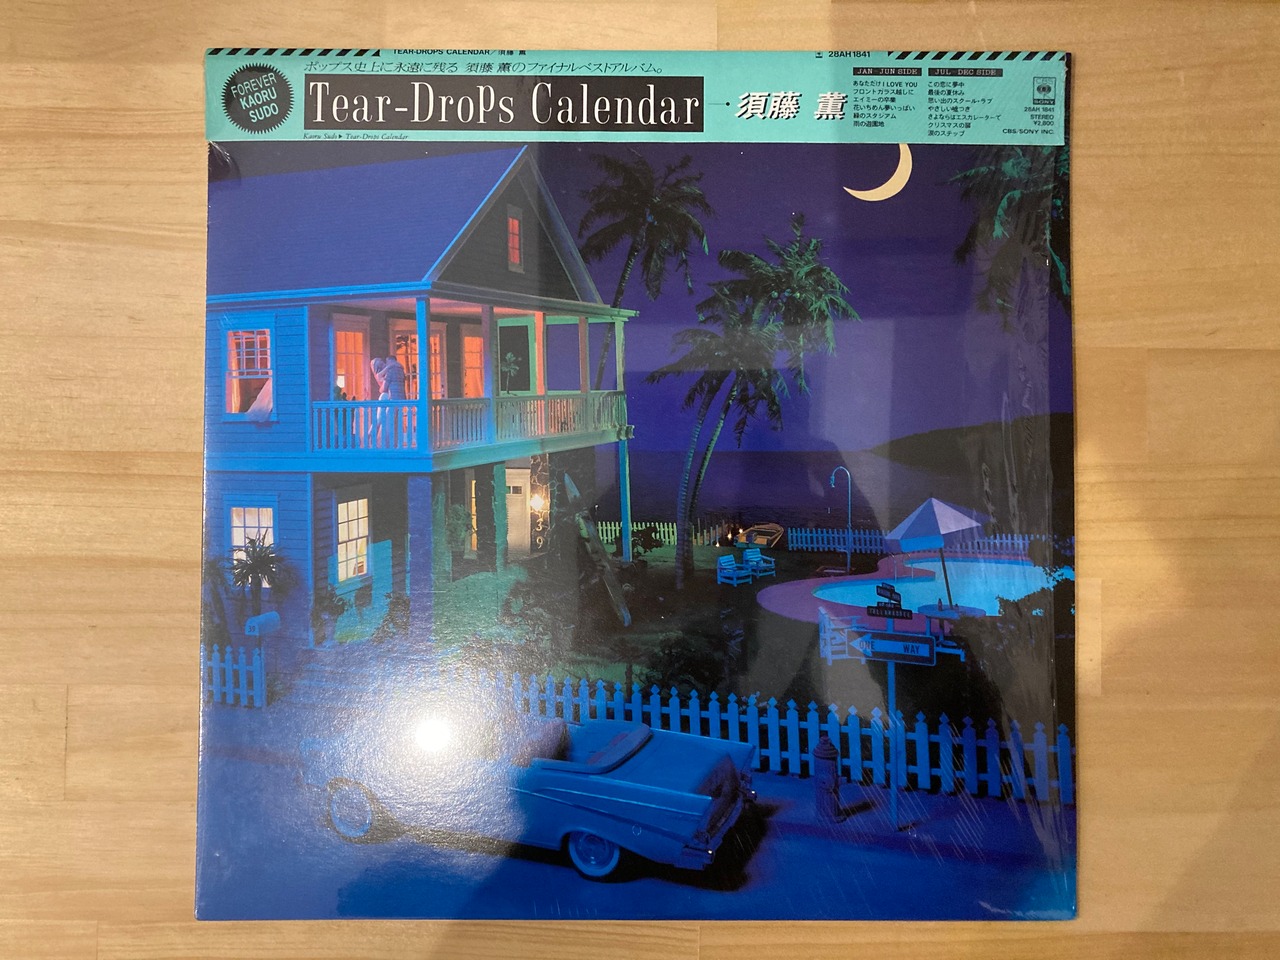 TEAR-DROPS CALENDAR／須藤 薫
28AH 1841
FOREVER
KAORU
SUDO
ポップス史上に永遠に残る 須藤 薫のファイナルベストアルバム。
Tear-Drops Calendar
須藤 薫
Kaoru Sudo ▶ Tear-Drops Calendar
JAN-JUN SIDE
あなただけ I LOVE YOU
フロントガラス越しに
エイミーの卒業
花いちめん夢いっぱい
緑のスタジアム
雨の遊園地
JUL-DEC SIDE
この恋に夢中
最後の夏休み
思い出のスクール・ラブ
やさしい嘘つき
さよならはエスカレーターで
クリスマスの扉
涙のステップ
CBS
SONY
28AH 1841
STEREO
¥2,800
CBS/SONY INC.
39
ONE WAY